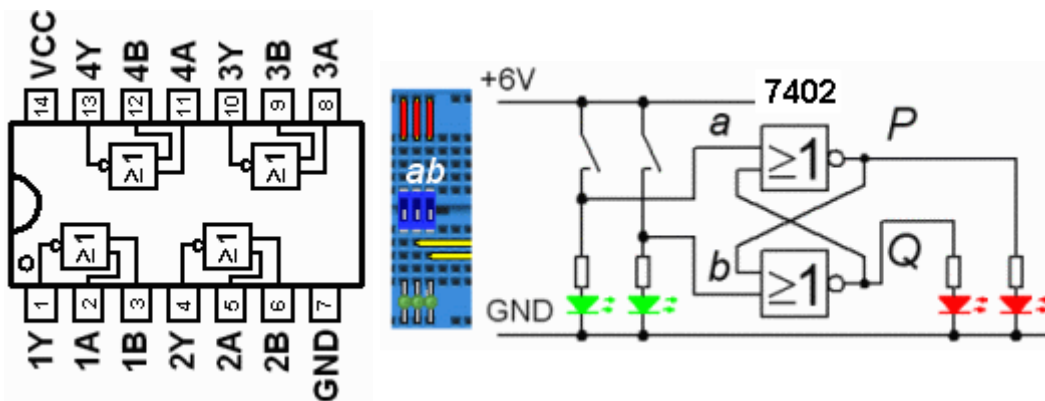 VCC 4Y 4B 4A 3Y 3B 3A
14 13 12 11 10 9 8
≥1 ≥1
≥1 ≥1
1 2 3 4 5 6 7
1Y 1A 1B 2Y 2A 2B GND
ab
+6V
7402
a
≥1
P
b
≥1
Q
GND